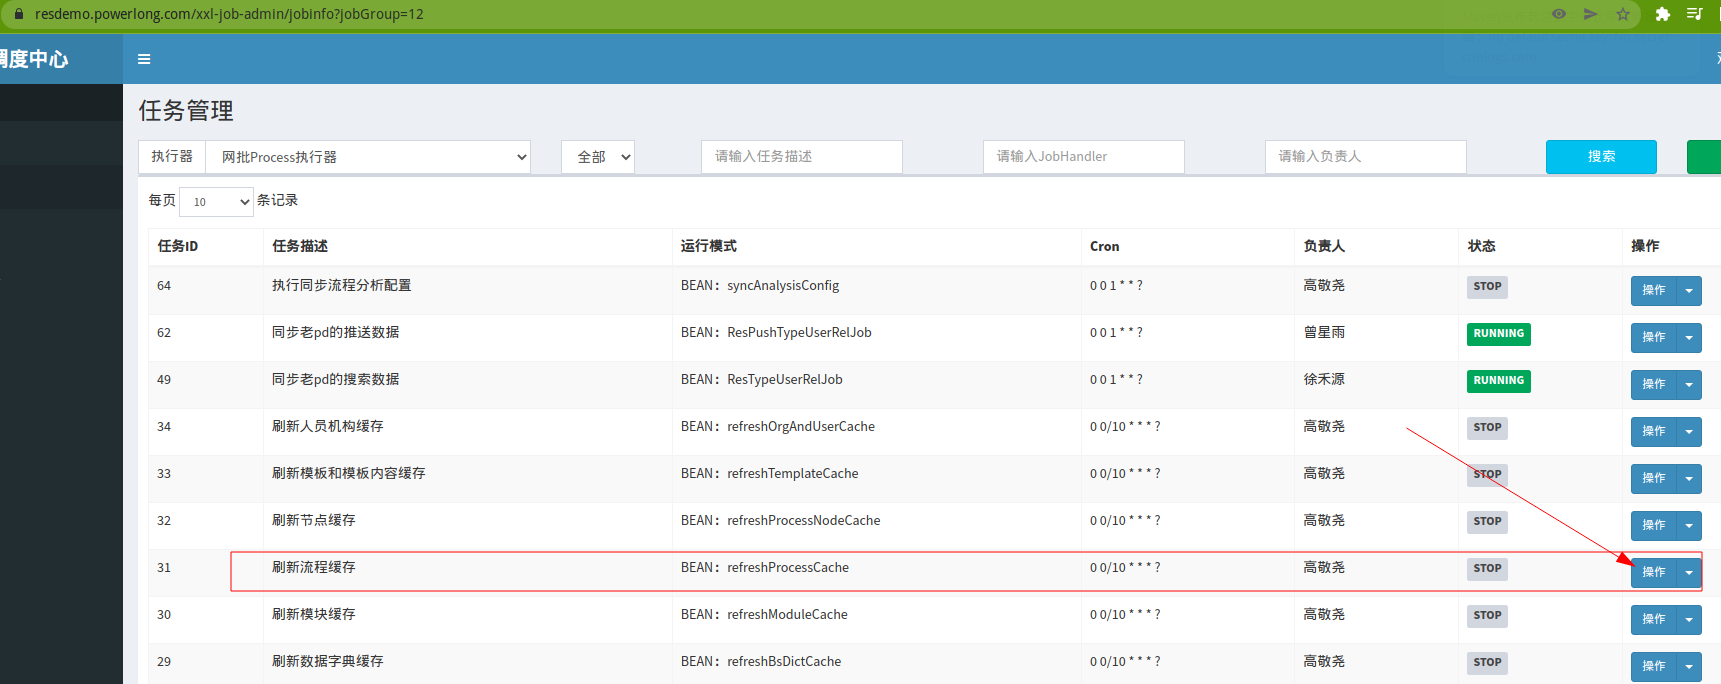 resdemo.powerlong.com/xxl-job-admin/jobinfo?jobGroup=12
调度中心
任务管理
执行器 网批Process执行器 全部 请输入任务描述 请输入JobHandler 请输入负责人 搜索
每页 10 条记录
任务ID 任务描述 运行模式 Cron 负责人 状态 操作
64 执行同步流程分析配置 BEAN：syncAnalysisConfig 0 0 1 * * ? 高敬尧 STOP 操作
62 同步老pd的推送数据 BEAN：ResPushTypeUserRelJob 0 0 1 * * ? 曾星雨 RUNNING 操作
49 同步老pd的搜索数据 BEAN：ResTypeUserRelJob 0 0 1 * * ? 徐禾源 RUNNING 操作
34 刷新人员机构缓存 BEAN：refreshOrgAndUserCache 0 0/10 * * * ? 高敬尧 STOP 操作
33 刷新模板和模板内容缓存 BEAN：refreshTemplateCache 0 0/10 * * * ? 高敬尧 STOP 操作
32 刷新节点缓存 BEAN：refreshProcessNodeCache 0 0/10 * * * ? 高敬尧 STOP 操作
31 刷新流程缓存 BEAN：refreshProcessCache 0 0/10 * * * ? 高敬尧 STOP 操作
30 刷新模块缓存 BEAN：refreshModuleCache 0 0/10 * * * ? 高敬尧 STOP 操作
29 刷新数据字典缓存 BEAN：refreshBsDictCache 0 0/10 * * * ? 高敬尧 STOP 操作